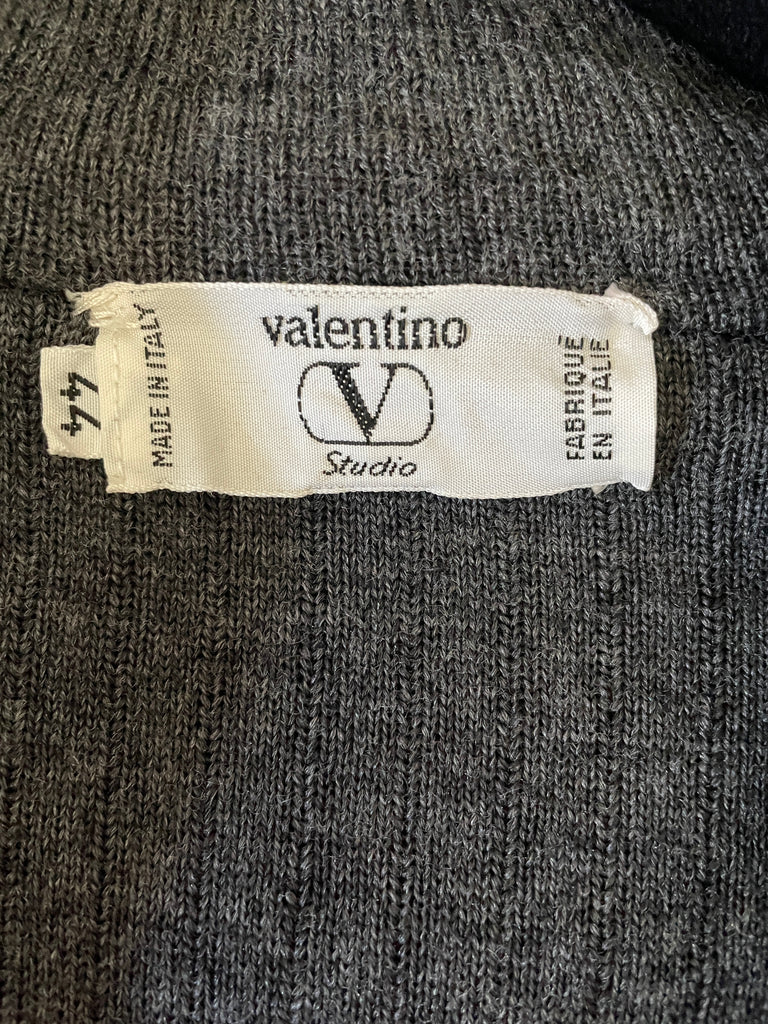 44
MADE IN ITALY
valentino
V
Studio
FABRIQUÉ
EN ITALIE